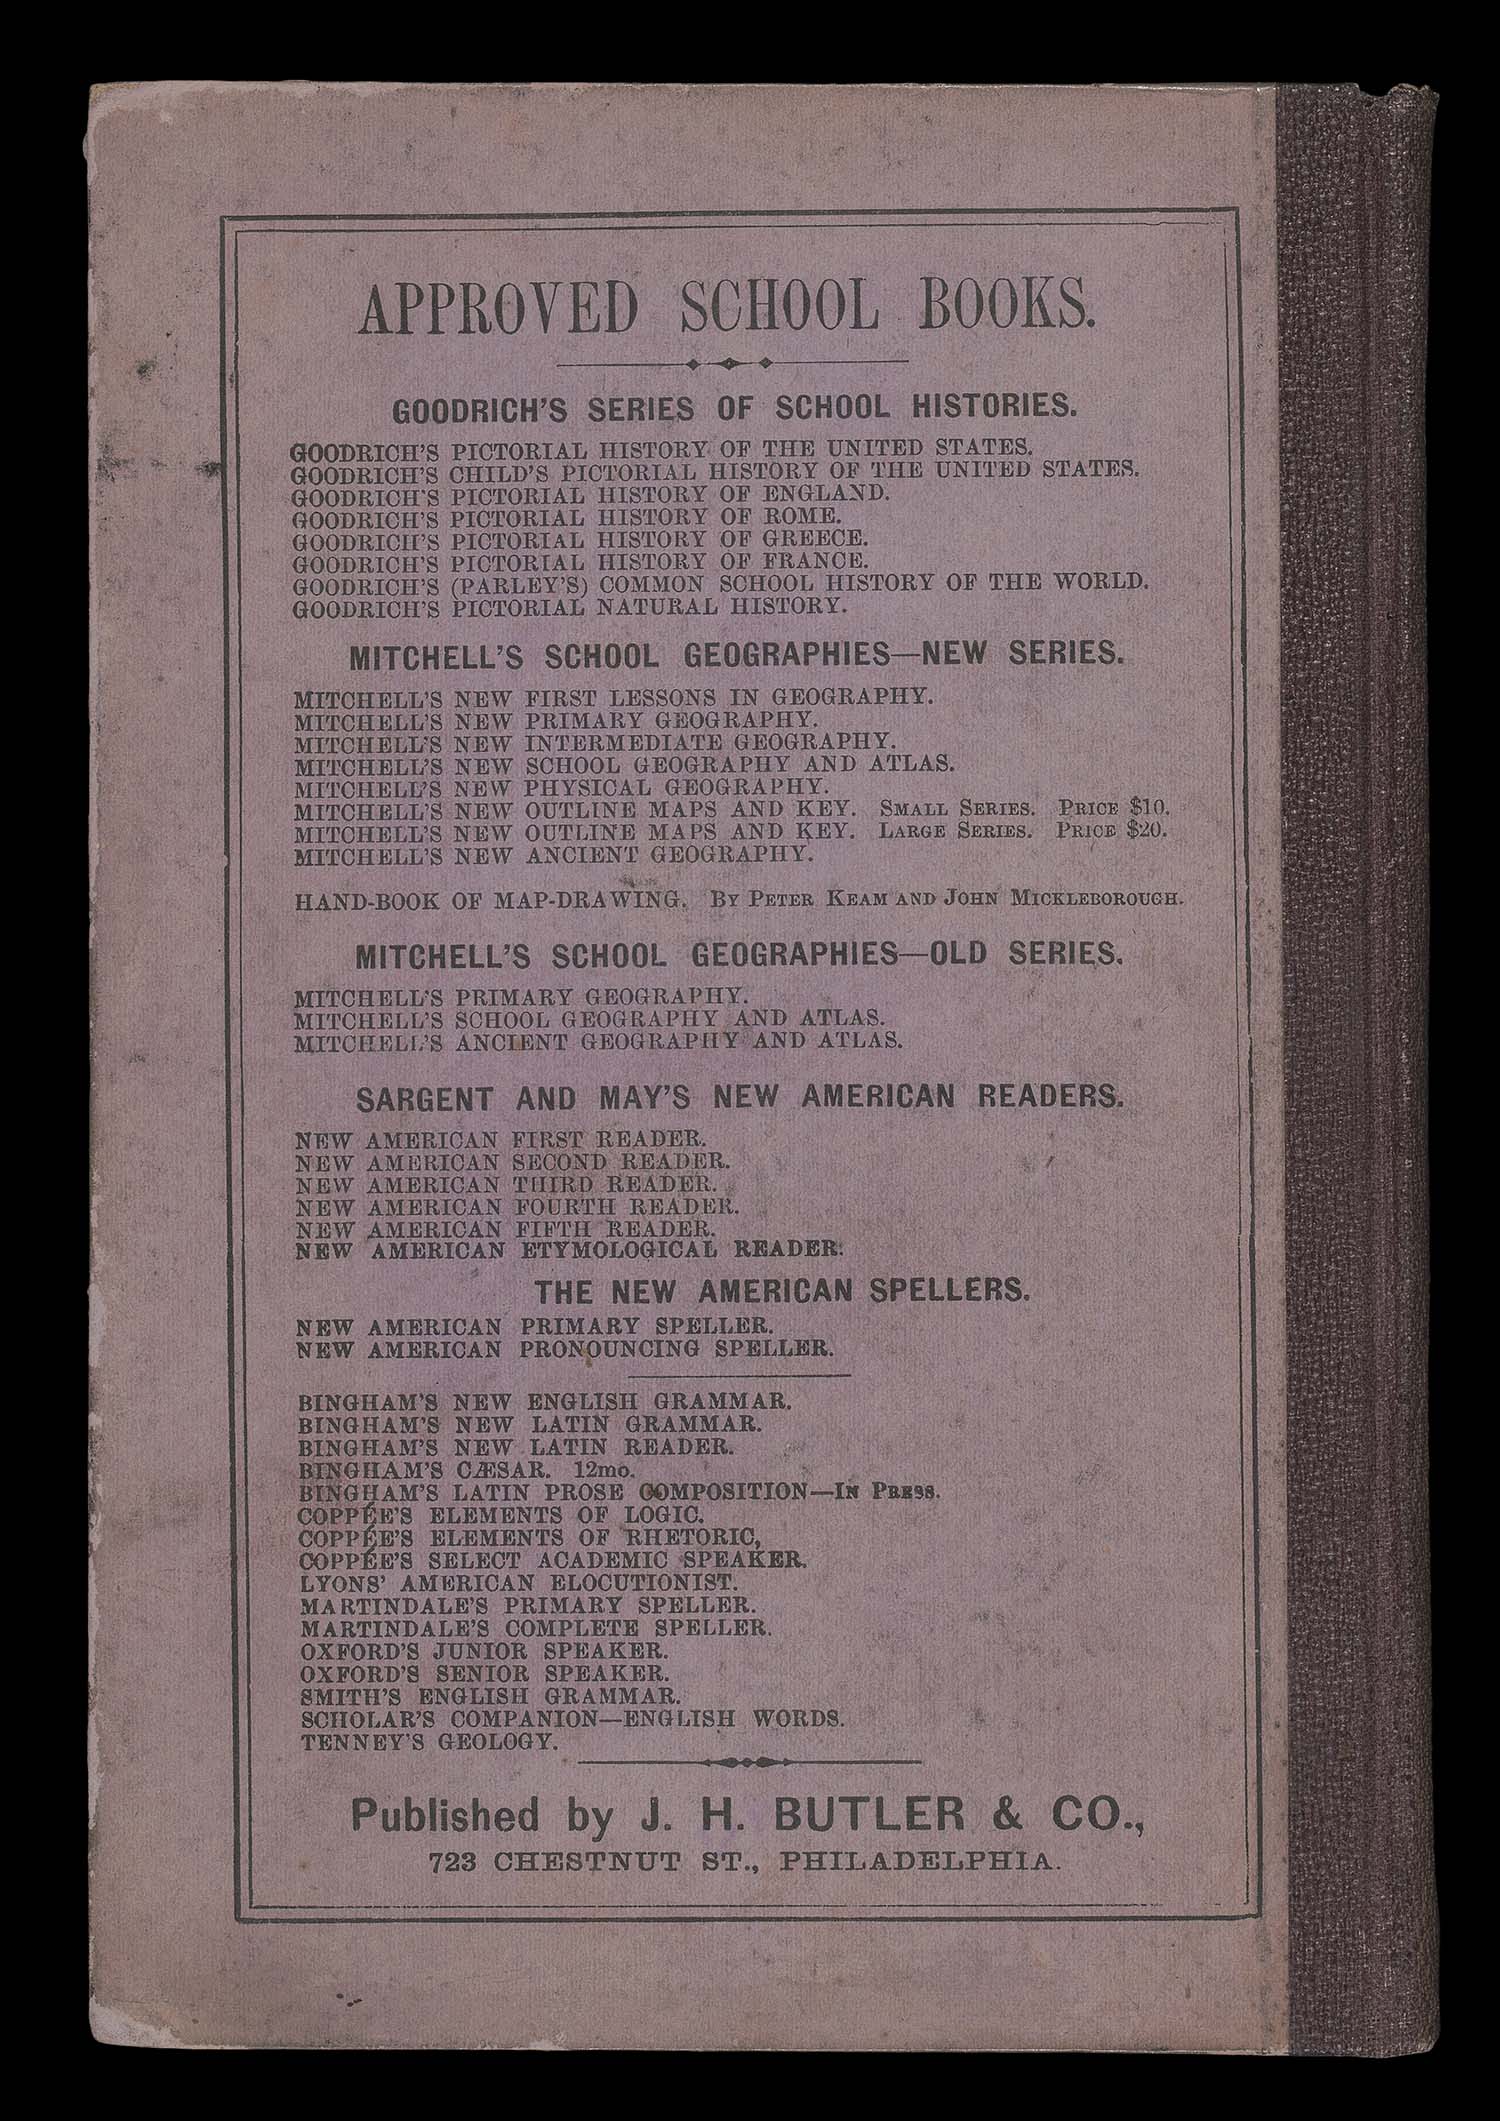 APPROVED SCHOOL BOOKS.
GOODRICH'S SERIES OF SCHOOL HISTORIES.
GOODRICH'S PICTORIAL HISTORY OF THE UNITED STATES.
GOODRICH'S CHILD'S PICTORIAL HISTORY OF THE UNITED STATES.
GOODRICH'S PICTORIAL HISTORY OF ENGLAND.
GOODRICH'S PICTORIAL HISTORY OF ROME.
GOODRICH'S PICTORIAL HISTORY OF GREECE.
GOODRICH'S PICTORIAL HISTORY OF FRANCE.
GOODRICH'S (PARLEY'S) COMMON SCHOOL HISTORY OF THE WORLD.
GOODRICH'S PICTORIAL NATURAL HISTORY.
MITCHELL'S SCHOOL GEOGRAPHIES—NEW SERIES.
MITCHELL'S NEW FIRST LESSONS IN GEOGRAPHY.
MITCHELL'S NEW PRIMARY GEOGRAPHY.
MITCHELL'S NEW INTERMEDIATE GEOGRAPHY.
MITCHELL'S NEW SCHOOL GEOGRAPHY AND ATLAS.
MITCHELL'S NEW PHYSICAL GEOGRAPHY.
MITCHELL'S NEW OUTLINE MAPS AND KEY. SMALL SERIES. PRICE $10.
MITCHELL'S NEW OUTLINE MAPS AND KEY. LARGE SERIES. PRICE $20.
MITCHELL'S NEW ANCIENT GEOGRAPHY.
HAND-BOOK OF MAP-DRAWING. BY PETER KEAM AND JOHN MICKLEBOROUGH.
MITCHELL'S SCHOOL GEOGRAPHIES—OLD SERIES.
MITCHELL'S PRIMARY GEOGRAPHY.
MITCHELL'S SCHOOL GEOGRAPHY AND ATLAS.
MITCHELL'S ANCIENT GEOGRAPHY AND ATLAS.
SARGENT AND MAY'S NEW AMERICAN READERS.
NEW AMERICAN FIRST READER.
NEW AMERICAN SECOND READER.
NEW AMERICAN THIRD READER.
NEW AMERICAN FOURTH READER.
NEW AMERICAN FIFTH READER.
NEW AMERICAN ETYMOLOGICAL READER.
THE NEW AMERICAN SPELLERS.
NEW AMERICAN PRIMARY SPELLER.
NEW AMERICAN PRONOUNCING SPELLER.
BINGHAM'S NEW ENGLISH GRAMMAR.
BINGHAM'S NEW LATIN GRAMMAR.
BINGHAM'S NEW LATIN READER.
BINGHAM'S CÆSAR. 12mo.
BINGHAM'S LATIN PROSE COMPOSITION—IN PRESS.
COPPÉE'S ELEMENTS OF LOGIC.
COPPÉE'S ELEMENTS OF RHETORIC,
COPPÉE'S SELECT ACADEMIC SPEAKER.
LYONS' AMERICAN ELOCUTIONIST.
MARTINDALE'S PRIMARY SPELLER.
MARTINDALE'S COMPLETE SPELLER.
OXFORD'S JUNIOR SPEAKER.
OXFORD'S SENIOR SPEAKER.
SMITH'S ENGLISH GRAMMAR.
SCHOLAR'S COMPANION—ENGLISH WORDS.
TENNEY'S GEOLOGY.
Published by J. H. BUTLER & CO.,
723 CHESTNUT ST., PHILADELPHIA.